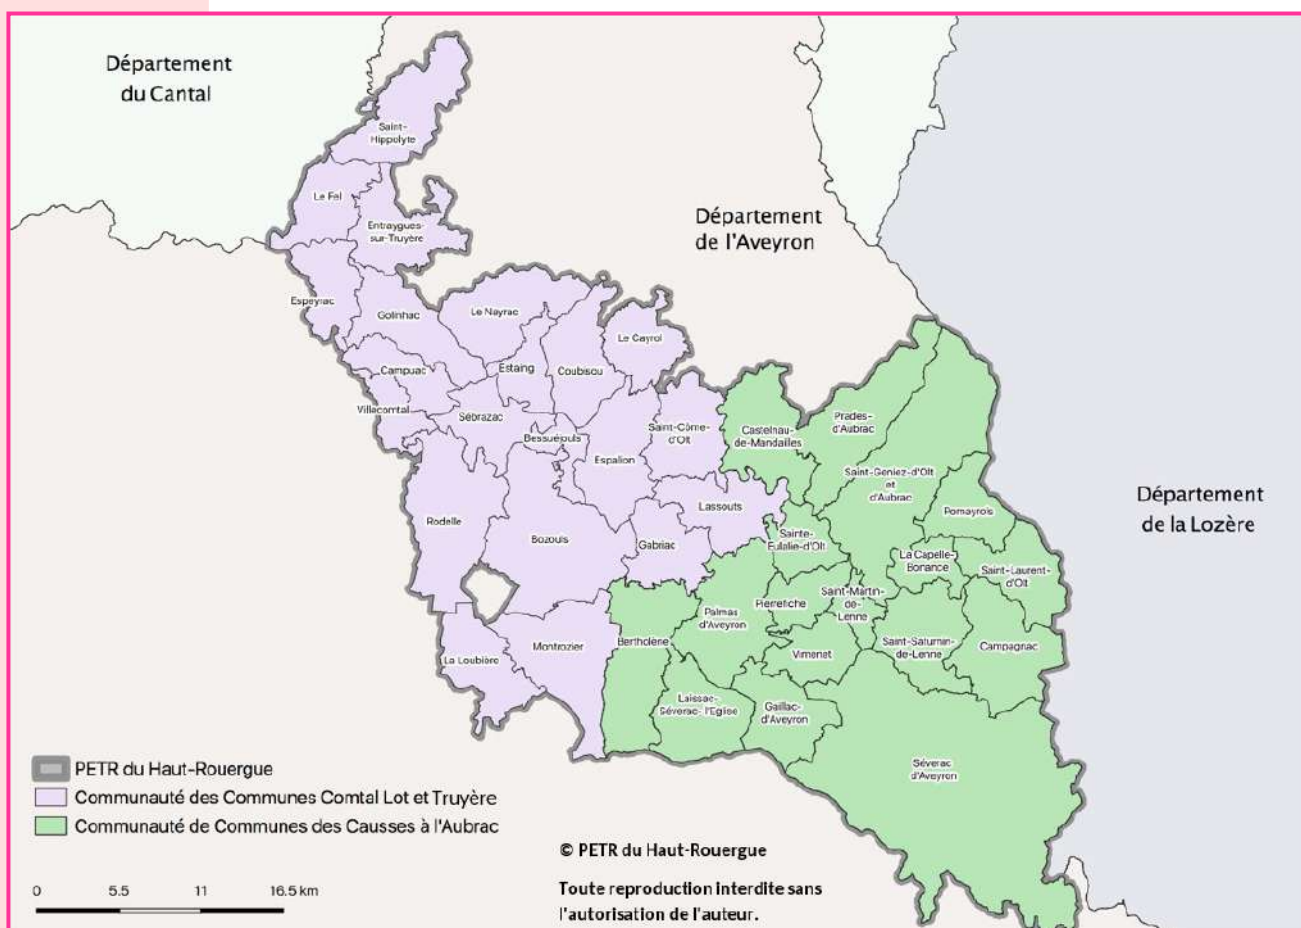 Département
du Cantal
Saint-
Hippolyte
Le Fel
Entraygues-
sur-Truyère
Département
de l'Aveyron
Espeyrac
Golinhac
Le Nayrac
Le Cayrol
Campuac
Estaing
Coubisou
Villecomtal
Sébrazac
Bessuéjouls
Espalion
Saint-Côme-
d'Olt
Castelnau-
de-Mandailles
Prades-
d'Aubrac
Saint-Geniez-d'Olt
et
d'Aubrac
Pomayrols
Département
de la Lozère
Rodelle
Bozouls
Gabriac
Lassouts
Sainte-
Eulalie-d'Olt
La Capelle-
Bonance
Saint-Laurent-
d'Olt
Pierrefiche
Saint-Martin-
de-
Lenne
Palmas
d'Aveyron
La Loubière
Montrozier
Bertholène
Vimenet
Saint-Saturnin-
de-Lenne
Campagnac
Laissac-
Séverac-l'Eglise
Gaillac-
d'Aveyron
Séverac
d'Aveyron
PETR du Haut-Rouergue
Communauté des Communes Comtal Lot et Truyère
Communauté de Communes des Causses à l'Aubrac
0 5.5 11 16.5 km
© PETR du Haut-Rouergue
Toute reproduction interdite sans
l'autorisation de l'auteur.